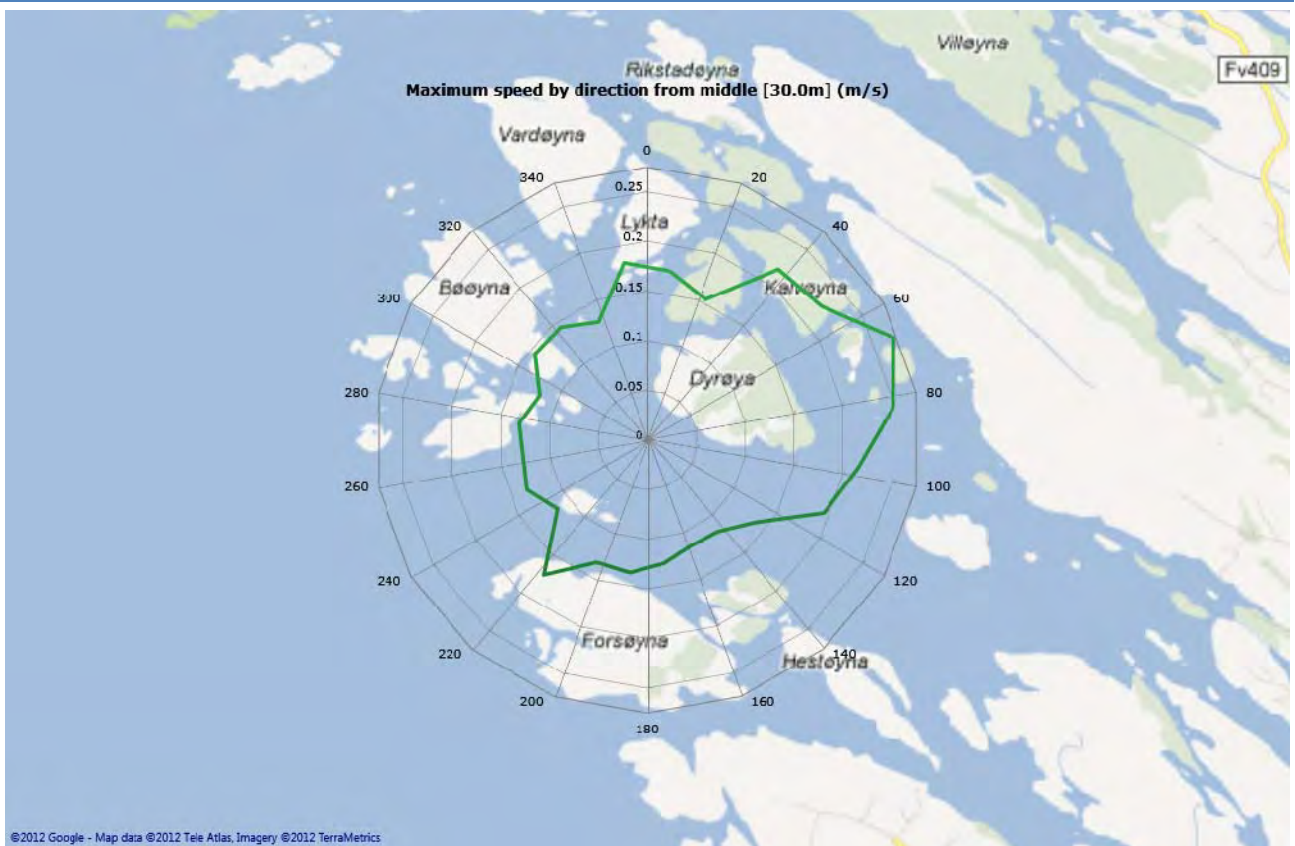 Villøyna
Rikstadøyna
Fv409
Maximum speed by direction from middle [30.0m] (m/s)
Vardøyna
0
340
20
0.25
Lykta
320
40
0.2
Bøøyna
Kalvøyna
300
60
0.15
0.1
Dyrøya
280
0.05
80
0
260
100
240
120
Forsøyna
220
140
Hestøyna
200
160
180
©2012 Google - Map data ©2012 Tele Atlas, Imagery ©2012 TerraMetrics